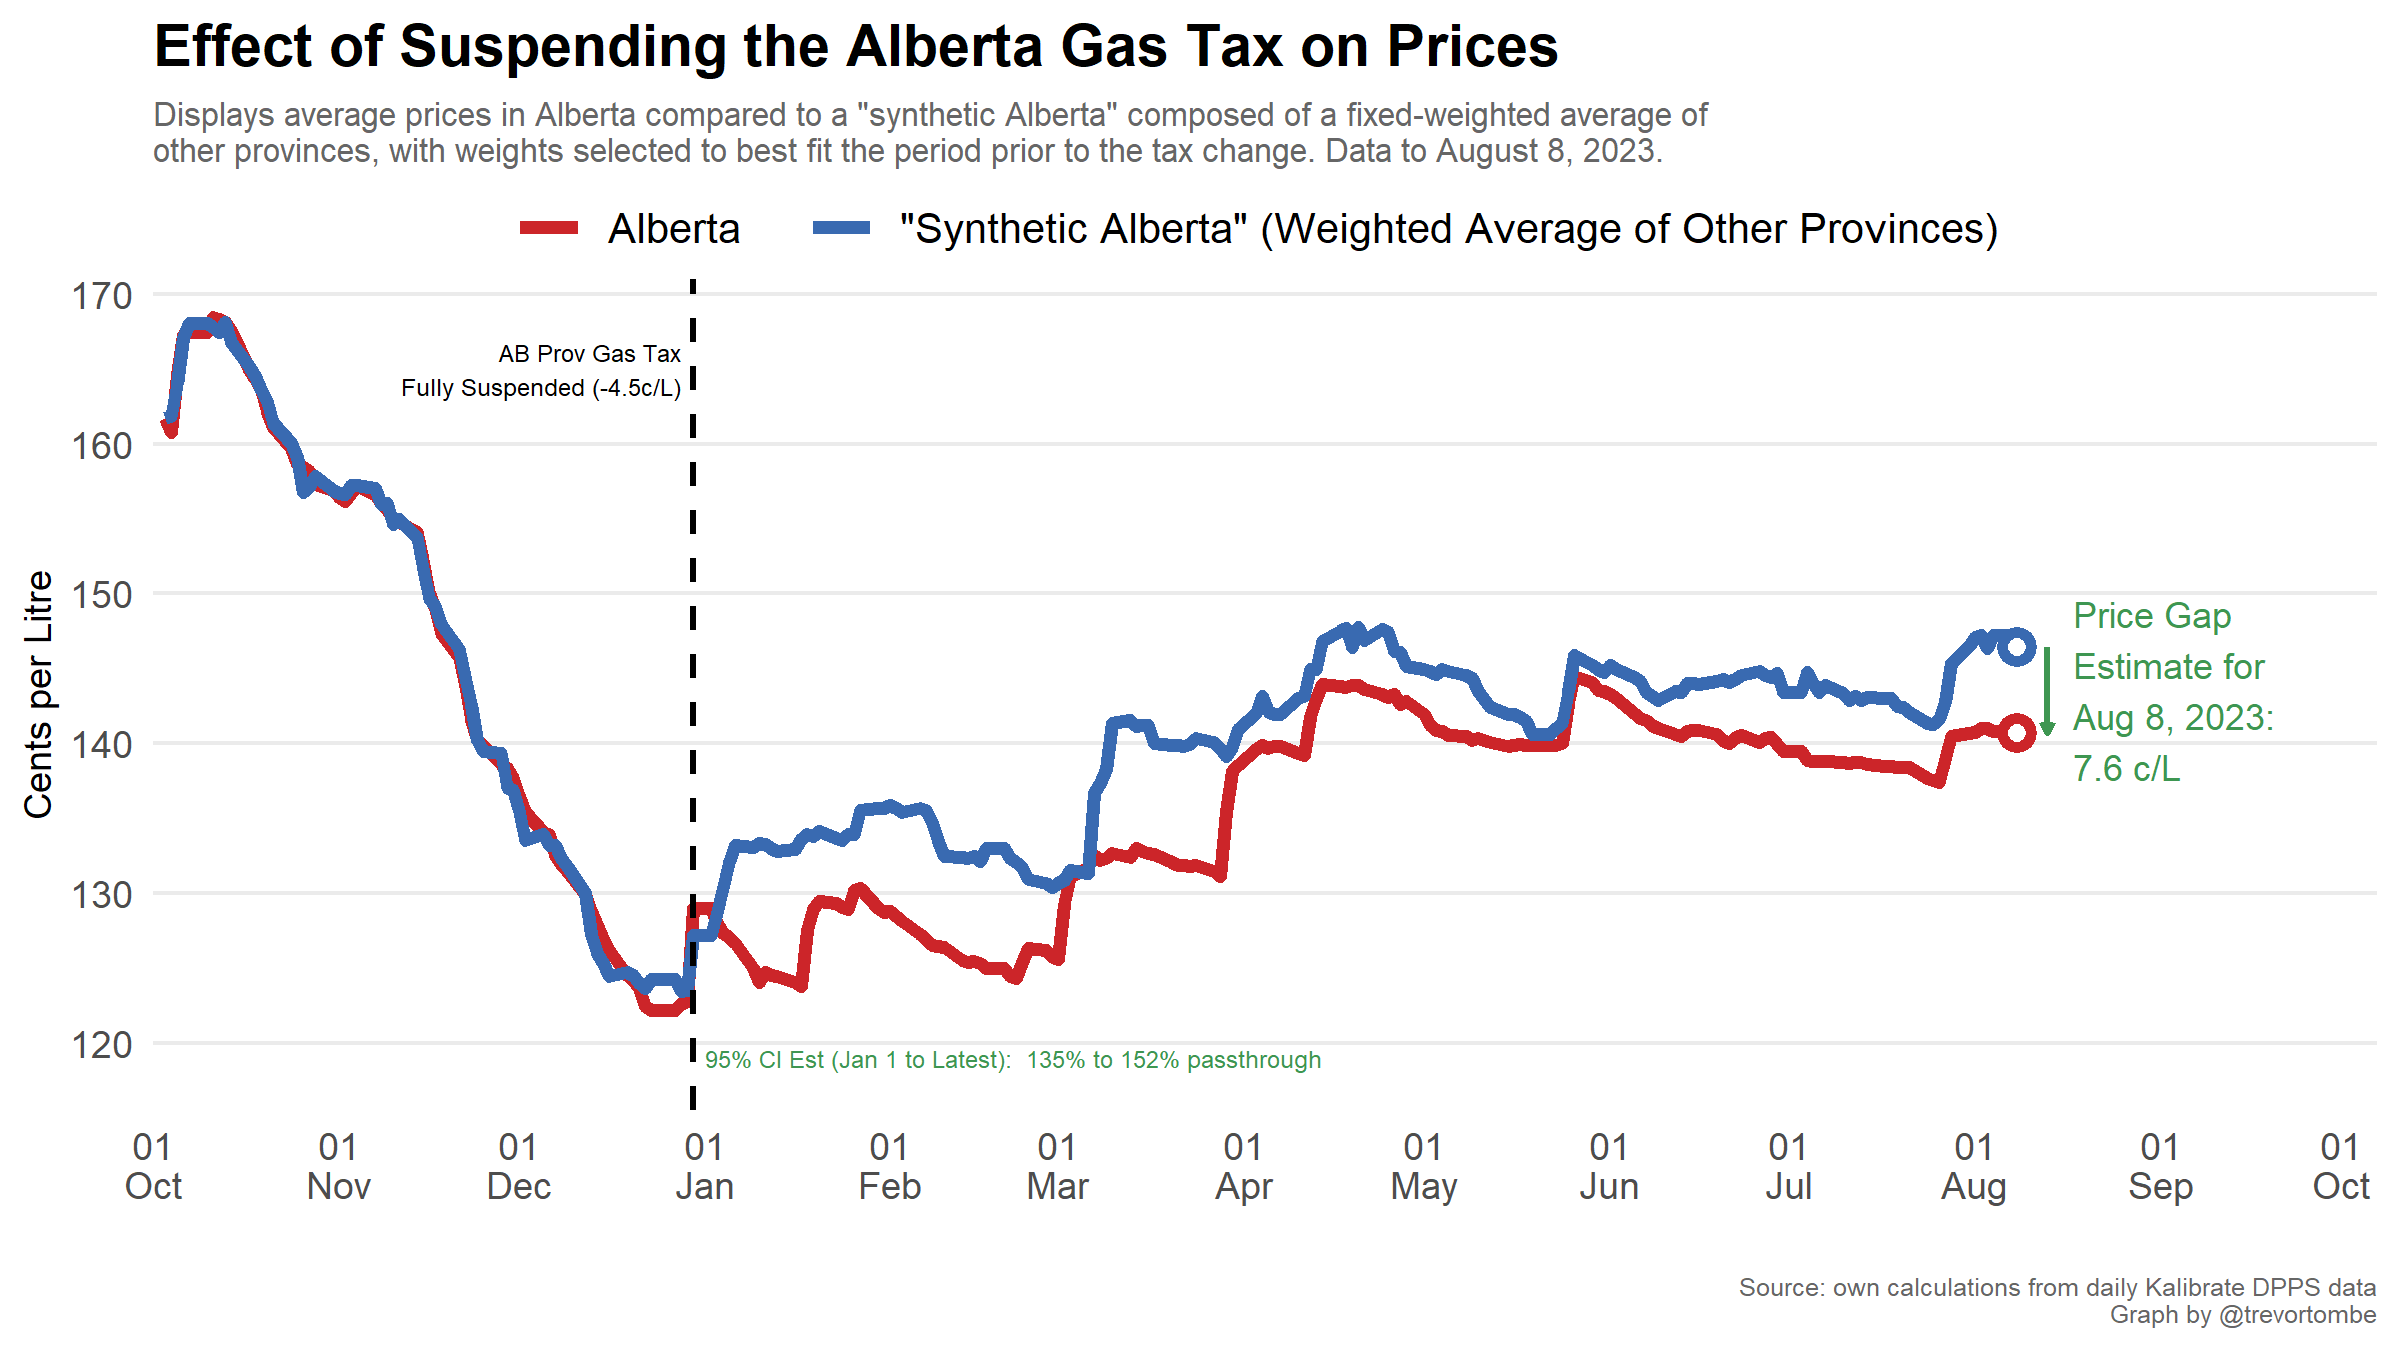 Effect of Suspending the Alberta Gas Tax on Prices
Displays average prices in Alberta compared to a "synthetic Alberta" composed of a fixed-weighted average of
other provinces, with weights selected to best fit the period prior to the tax change. Data to August 8, 2023.
Alberta
"Synthetic Alberta" (Weighted Average of Other Provinces)
Cents per Litre
170
160
150
140
130
120
AB Prov Gas Tax
Fully Suspended (-4.5c/L)
Price Gap
Estimate for
Aug 8, 2023:
7.6 c/L
95% CI Est (Jan 1 to Latest):  135% to 152% passthrough
01 01 01 01 01 01 01 01 01 01 01 01 01
Oct Nov Dec Jan Feb Mar Apr May Jun Jul Aug Sep Oct
Source: own calculations from daily Kalibrate DPPS data
Graph by @trevortombe